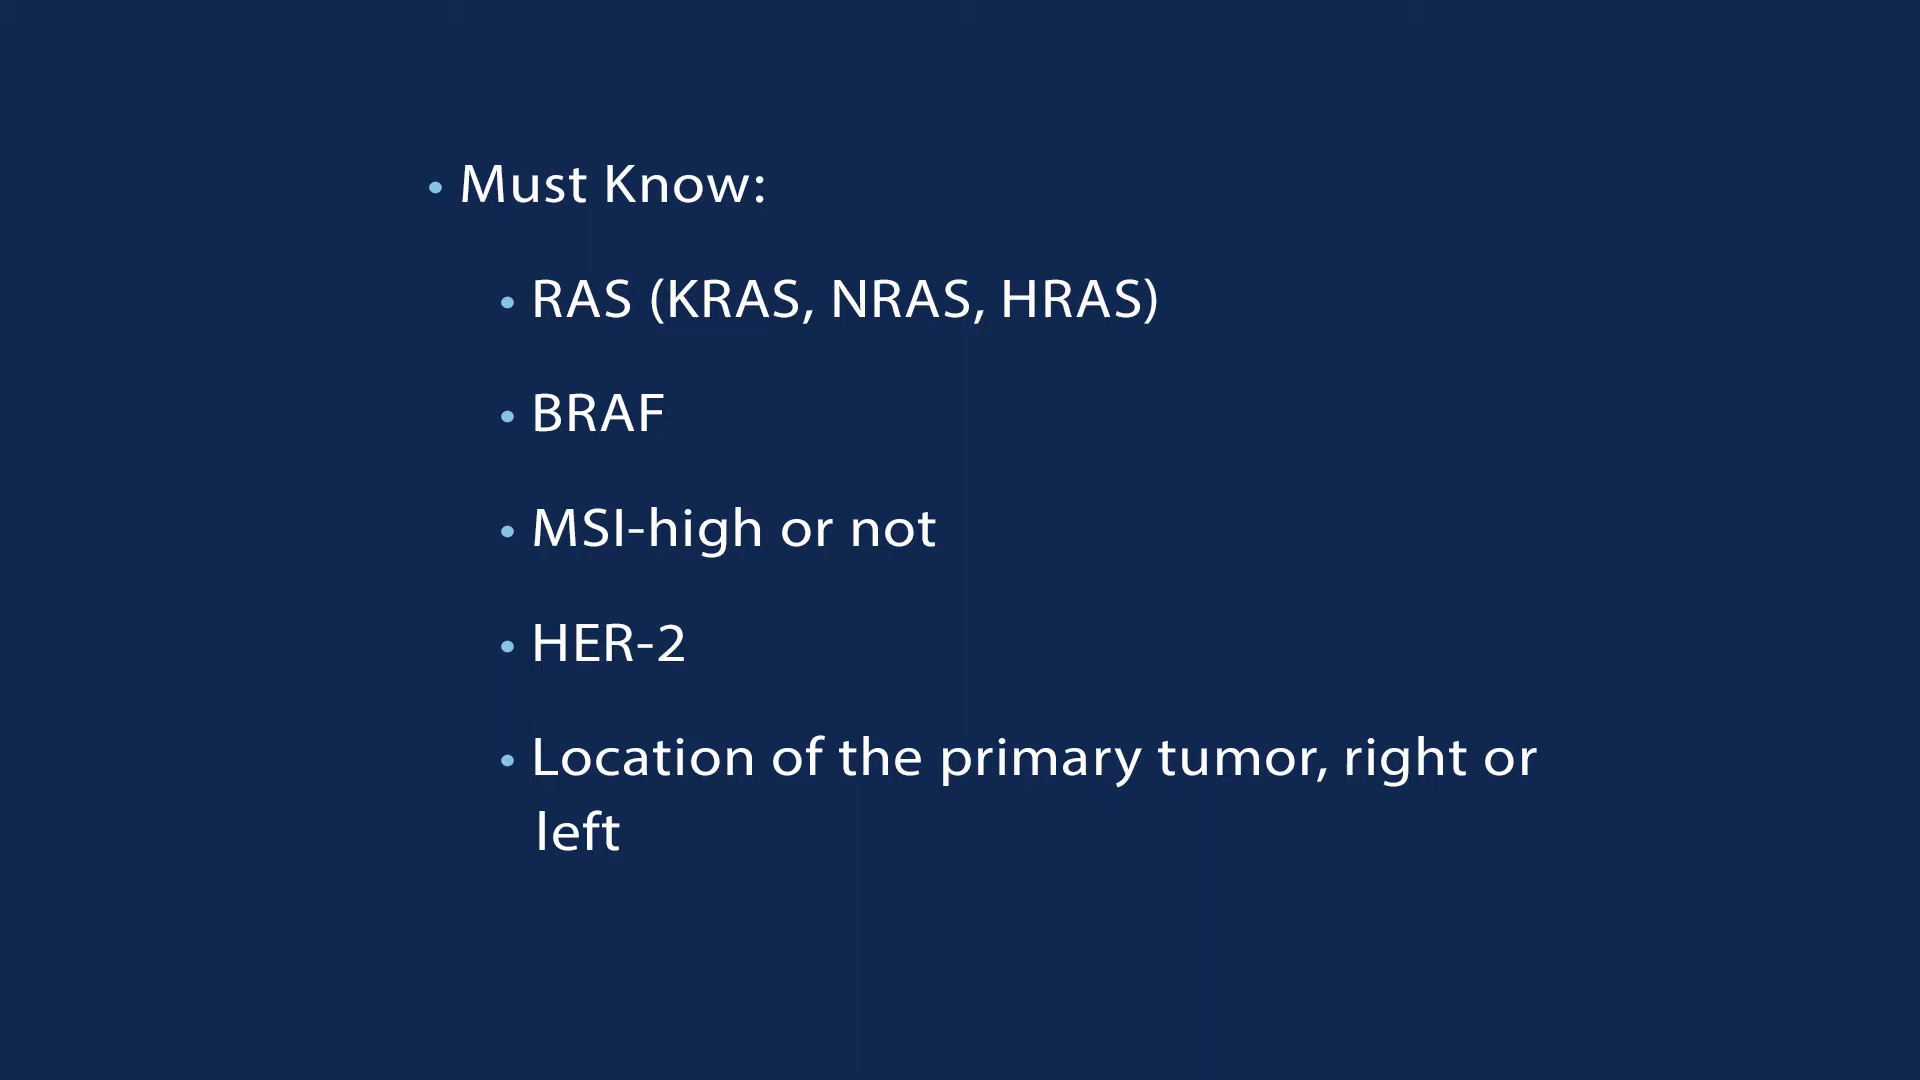 • Must Know:
• RAS (KRAS, NRAS, HRAS)
• BRAF
• MSI-high or not
• HER-2
• Location of the primary tumor, right or
left